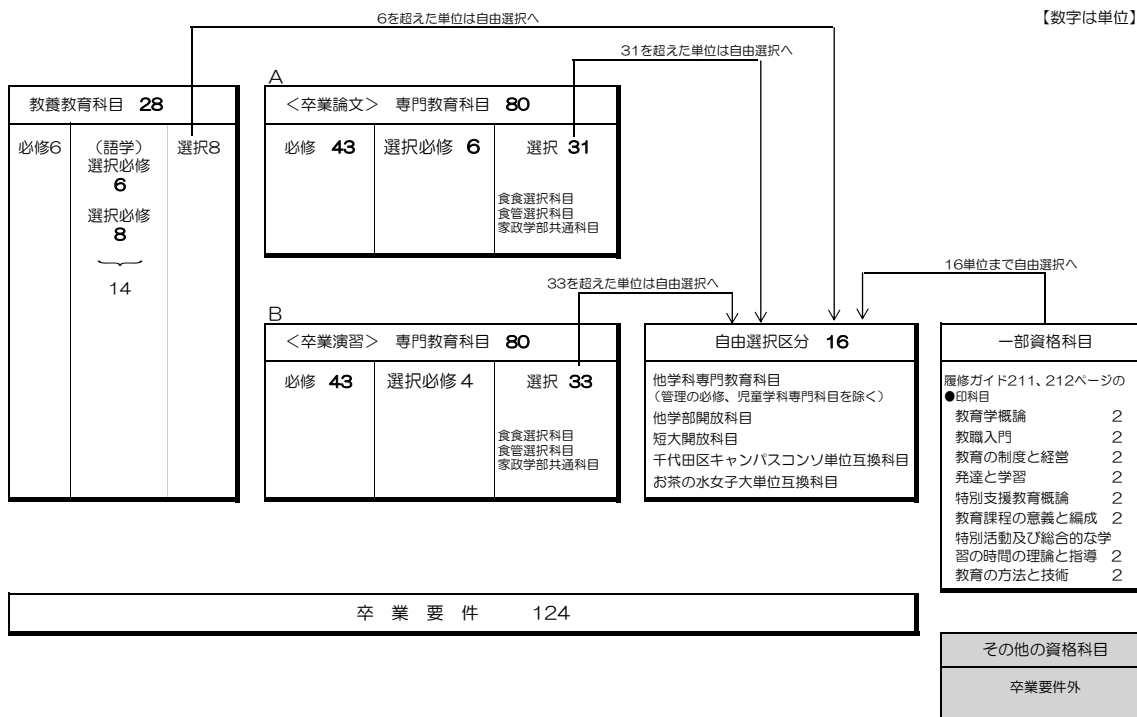 6を超えた単位は自由選択へ
【数字は単位】
31を超えた単位は自由選択へ
教養教育科目 28
必修6
(語学)
選択必修
6
選択必修
8
14
選択8
A
<卒業論文> 専門教育科目 80
必修 43
選択必修 6
選択 31
食食選択科目
食管選択科目
家政学部共通科目
33を超えた単位は自由選択へ
16単位まで自由選択へ
B
<卒業演習> 専門教育科目 80
必修 43
選択必修 4
選択 33
食食選択科目
食管選択科目
家政学部共通科目
自由選択区分 16
他学科専門教育科目
(管理の必修、児童学科専門科目を除く)
他学部開放科目
短大開放科目
千代田区キャンパスコンソ単位互換科目
お茶の水女子大単位互換科目
一部資格科目
履修ガイド211、212ページの
●印科目
教育学概論 2
教職入門 2
教育の制度と経営 2
発達と学習 2
特別支援教育概論 2
教育課程の意義と編成 2
特別活動及び総合的な学
習の時間の理論と指導 2
教育の方法と技術 2
卒業要件 124
その他の資格科目
卒業要件外